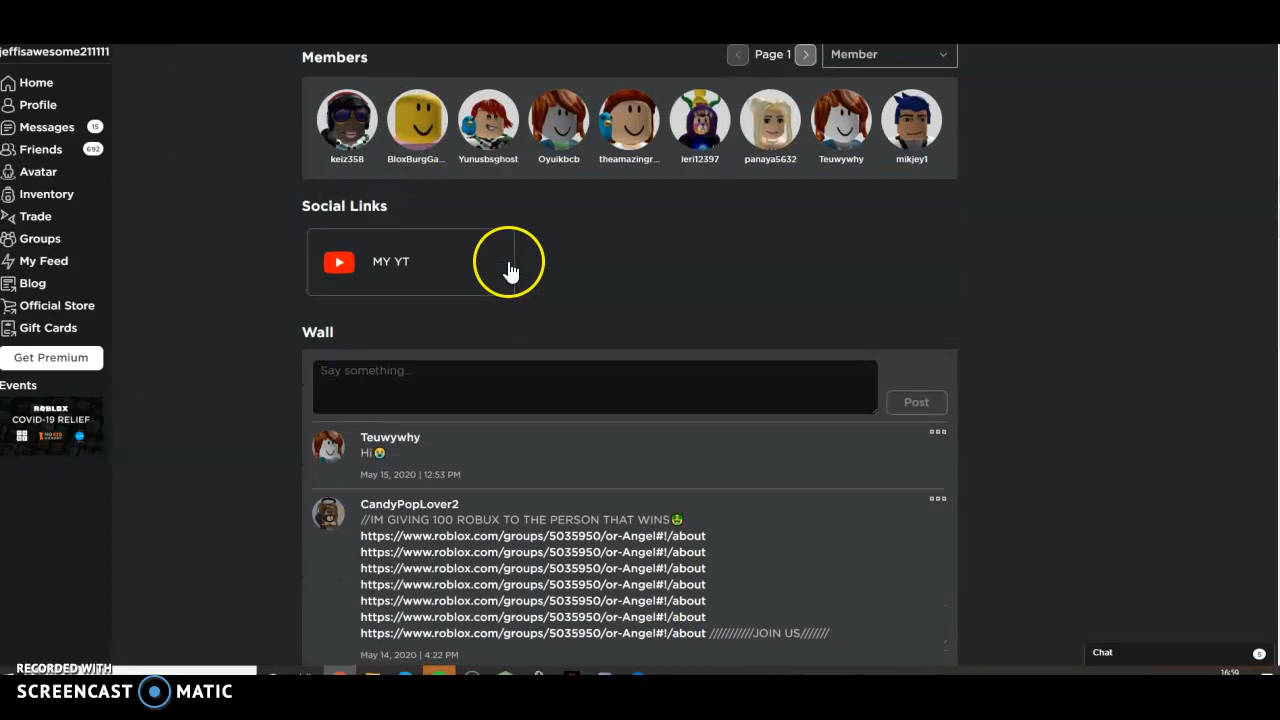 jeffisawesome211111
Home
Profile
Messages 15
Friends 692
Avatar
Inventory
Trade
Groups
My Feed
Blog
Official Store
Gift Cards
Get Premium
Events
ROBLOX
COVID-19 RELIEF
Members
Page 1
Member
keiz358 BloxBurgGa... Yunusbsghost Oyuikbcb theamazingr... leri12397 panaya5632 Teuwywhy mikjey1
Social Links
MY YT
Wall
Say something...
Post
Teuwywhy
Hi😭
May 15, 2020 | 12:53 PM
CandyPopLover2
//IM GIVING 100 ROBUX TO THE PERSON THAT WINS🤑
https://www.roblox.com/groups/5035950/or-Angel#!/about
https://www.roblox.com/groups/5035950/or-Angel#!/about
https://www.roblox.com/groups/5035950/or-Angel#!/about
https://www.roblox.com/groups/5035950/or-Angel#!/about
https://www.roblox.com/groups/5035950/or-Angel#!/about
https://www.roblox.com/groups/5035950/or-Angel#!/about
https://www.roblox.com/groups/5035950/or-Angel#!/about ///////////JOIN US///////
May 14, 2020 | 4:22 PM
Chat 5
16:59
RECORDED WITH
SCREENCAST MATIC